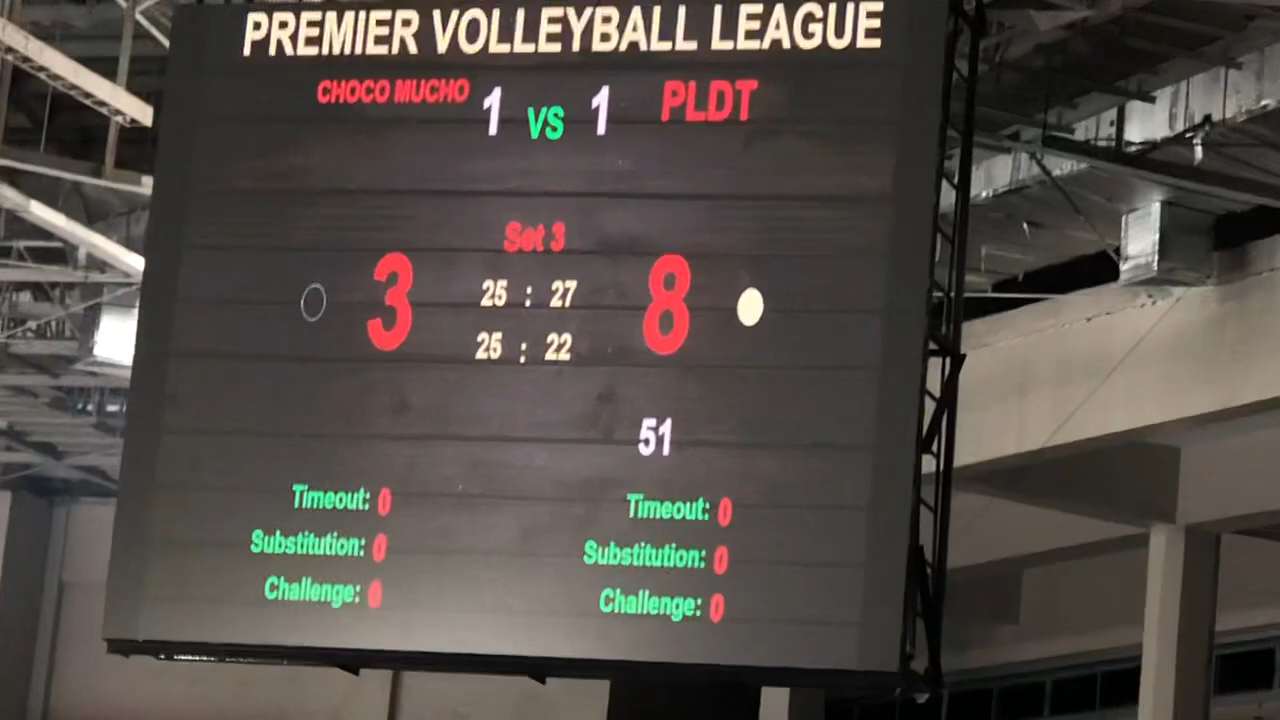 PREMIER VOLLEYBALL LEAGUE
CHOCO MUCHO 1 VS 1 PLDT
Set 3
3 25 : 27 8
25 : 22
51
Timeout: 0 Timeout: 0
Substitution: 0 Substitution: 0
Challenge: 0 Challenge: 0